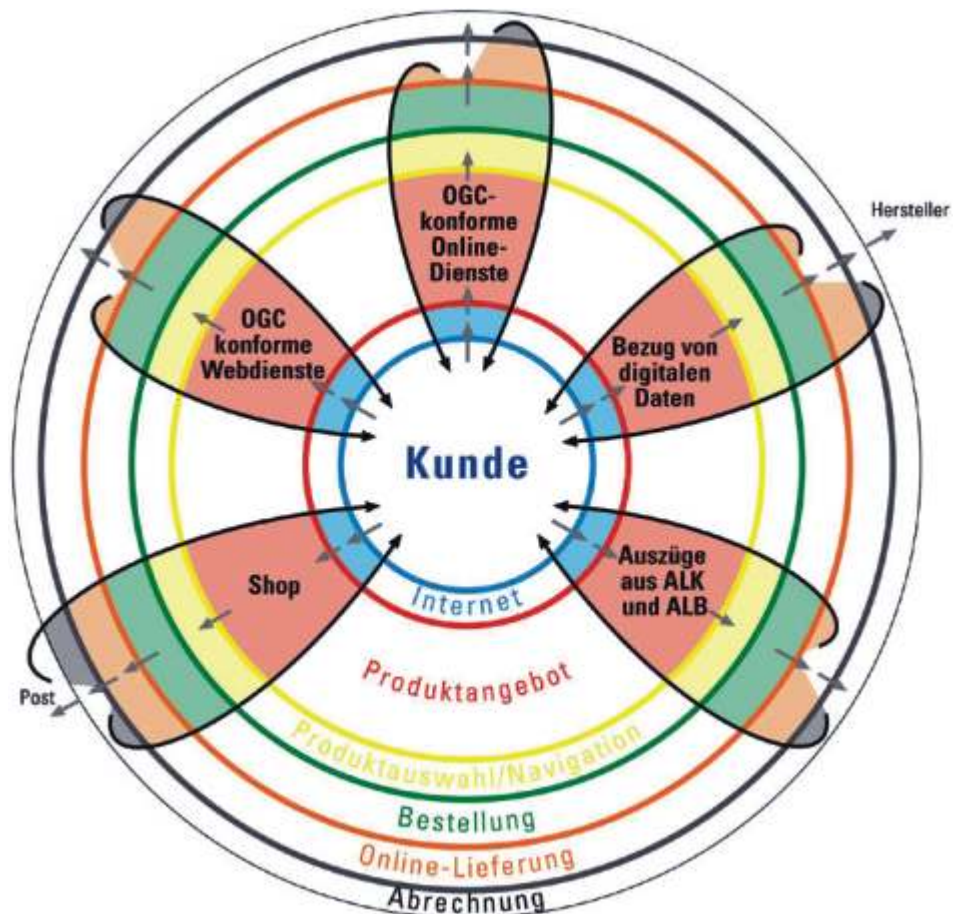 OGC-
konforme
Online-
Dienste
Hersteller
OGC
konforme
Webdienste
Bezug von
digitalen
Daten
Kunde
Shop
Auszüge
aus ALK
und ALB
Internet
Post
Produktangebot
Produktauswahl/Navigation
Bestellung
Online-Lieferung
Abrechnung